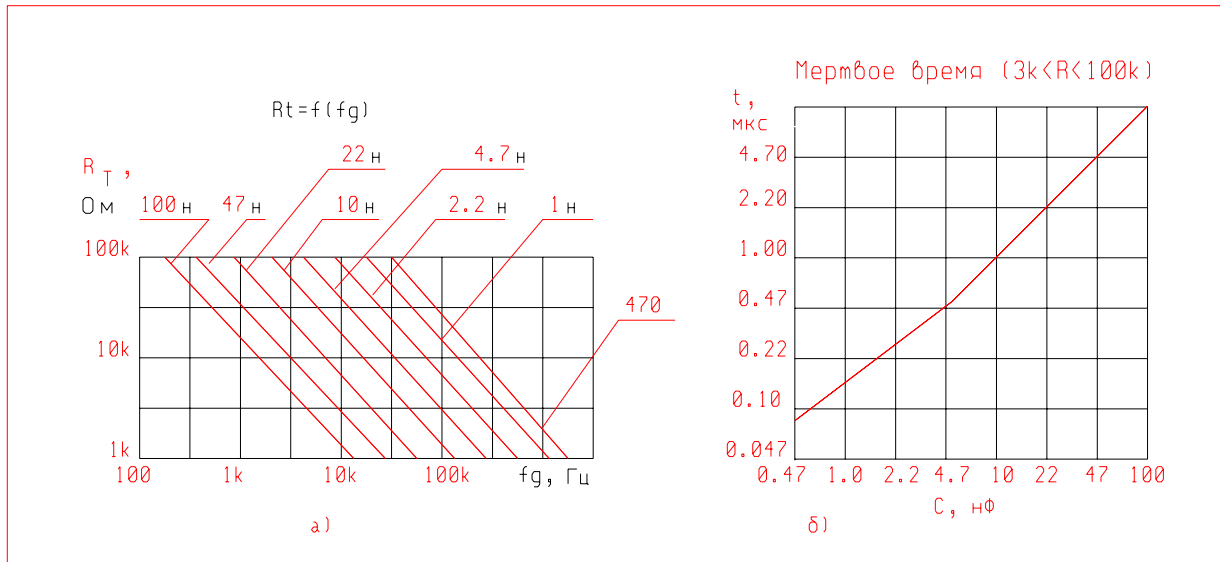 Мертвое время (3k<R<100k)
Rt=f(fg)
t,
мкс
22 н
4.7 н
R T ,
Ом
100 н
47 н
10 н
2.2 н
1 н
470
100k
10k
1k
100
1k
10k
100k
fg, Гц
а)
4.70
2.20
1.00
0.47
0.22
0.10
0.047
0.47
1.0
2.2
4.7
10
22
47
100
С, нФ
б)